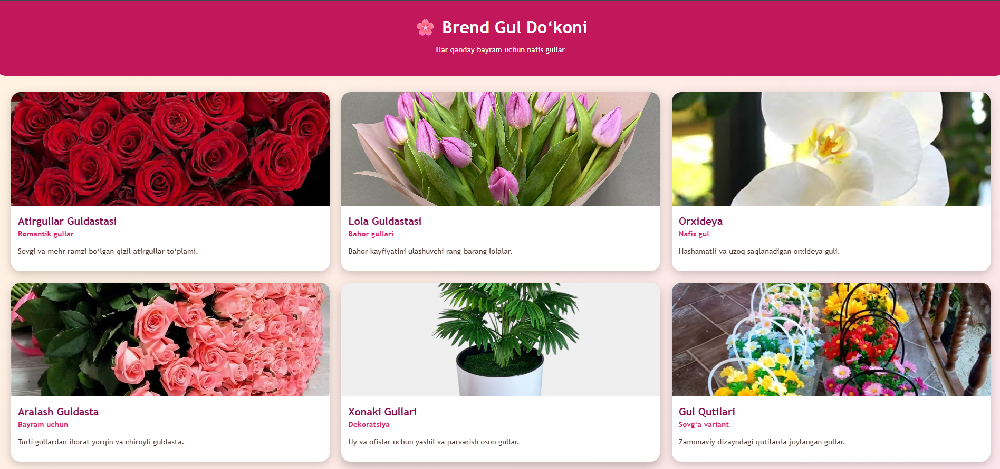 🌸 Brend Gul Do‘koni
Har qanday bayram uchun nafis gullar
Atirgullar Guldastasi
Romantik gullar
Sevgi va mehr ramzi bo‘lgan qizil atirgullar to‘plami.
Lola Guldastasi
Bahor gullari
Bahor kayfiyatini ulashuvchi rang-barang lolalar.
Orxideya
Nafis gul
Hashamatli va uzoq saqlanadigan orxideya guli.
Aralash Guldasta
Bayram uchun
Turli gullardan iborat yorqin va chiroyli guldasta.
Xonaki Gullari
Dekoratsiya
Uy va ofislar uchun yashil va parvarish oson gullar.
Gul Qutilari
Sovg‘a variant
Zamonaviy dizayndagi qutilarda joylangan gullar.